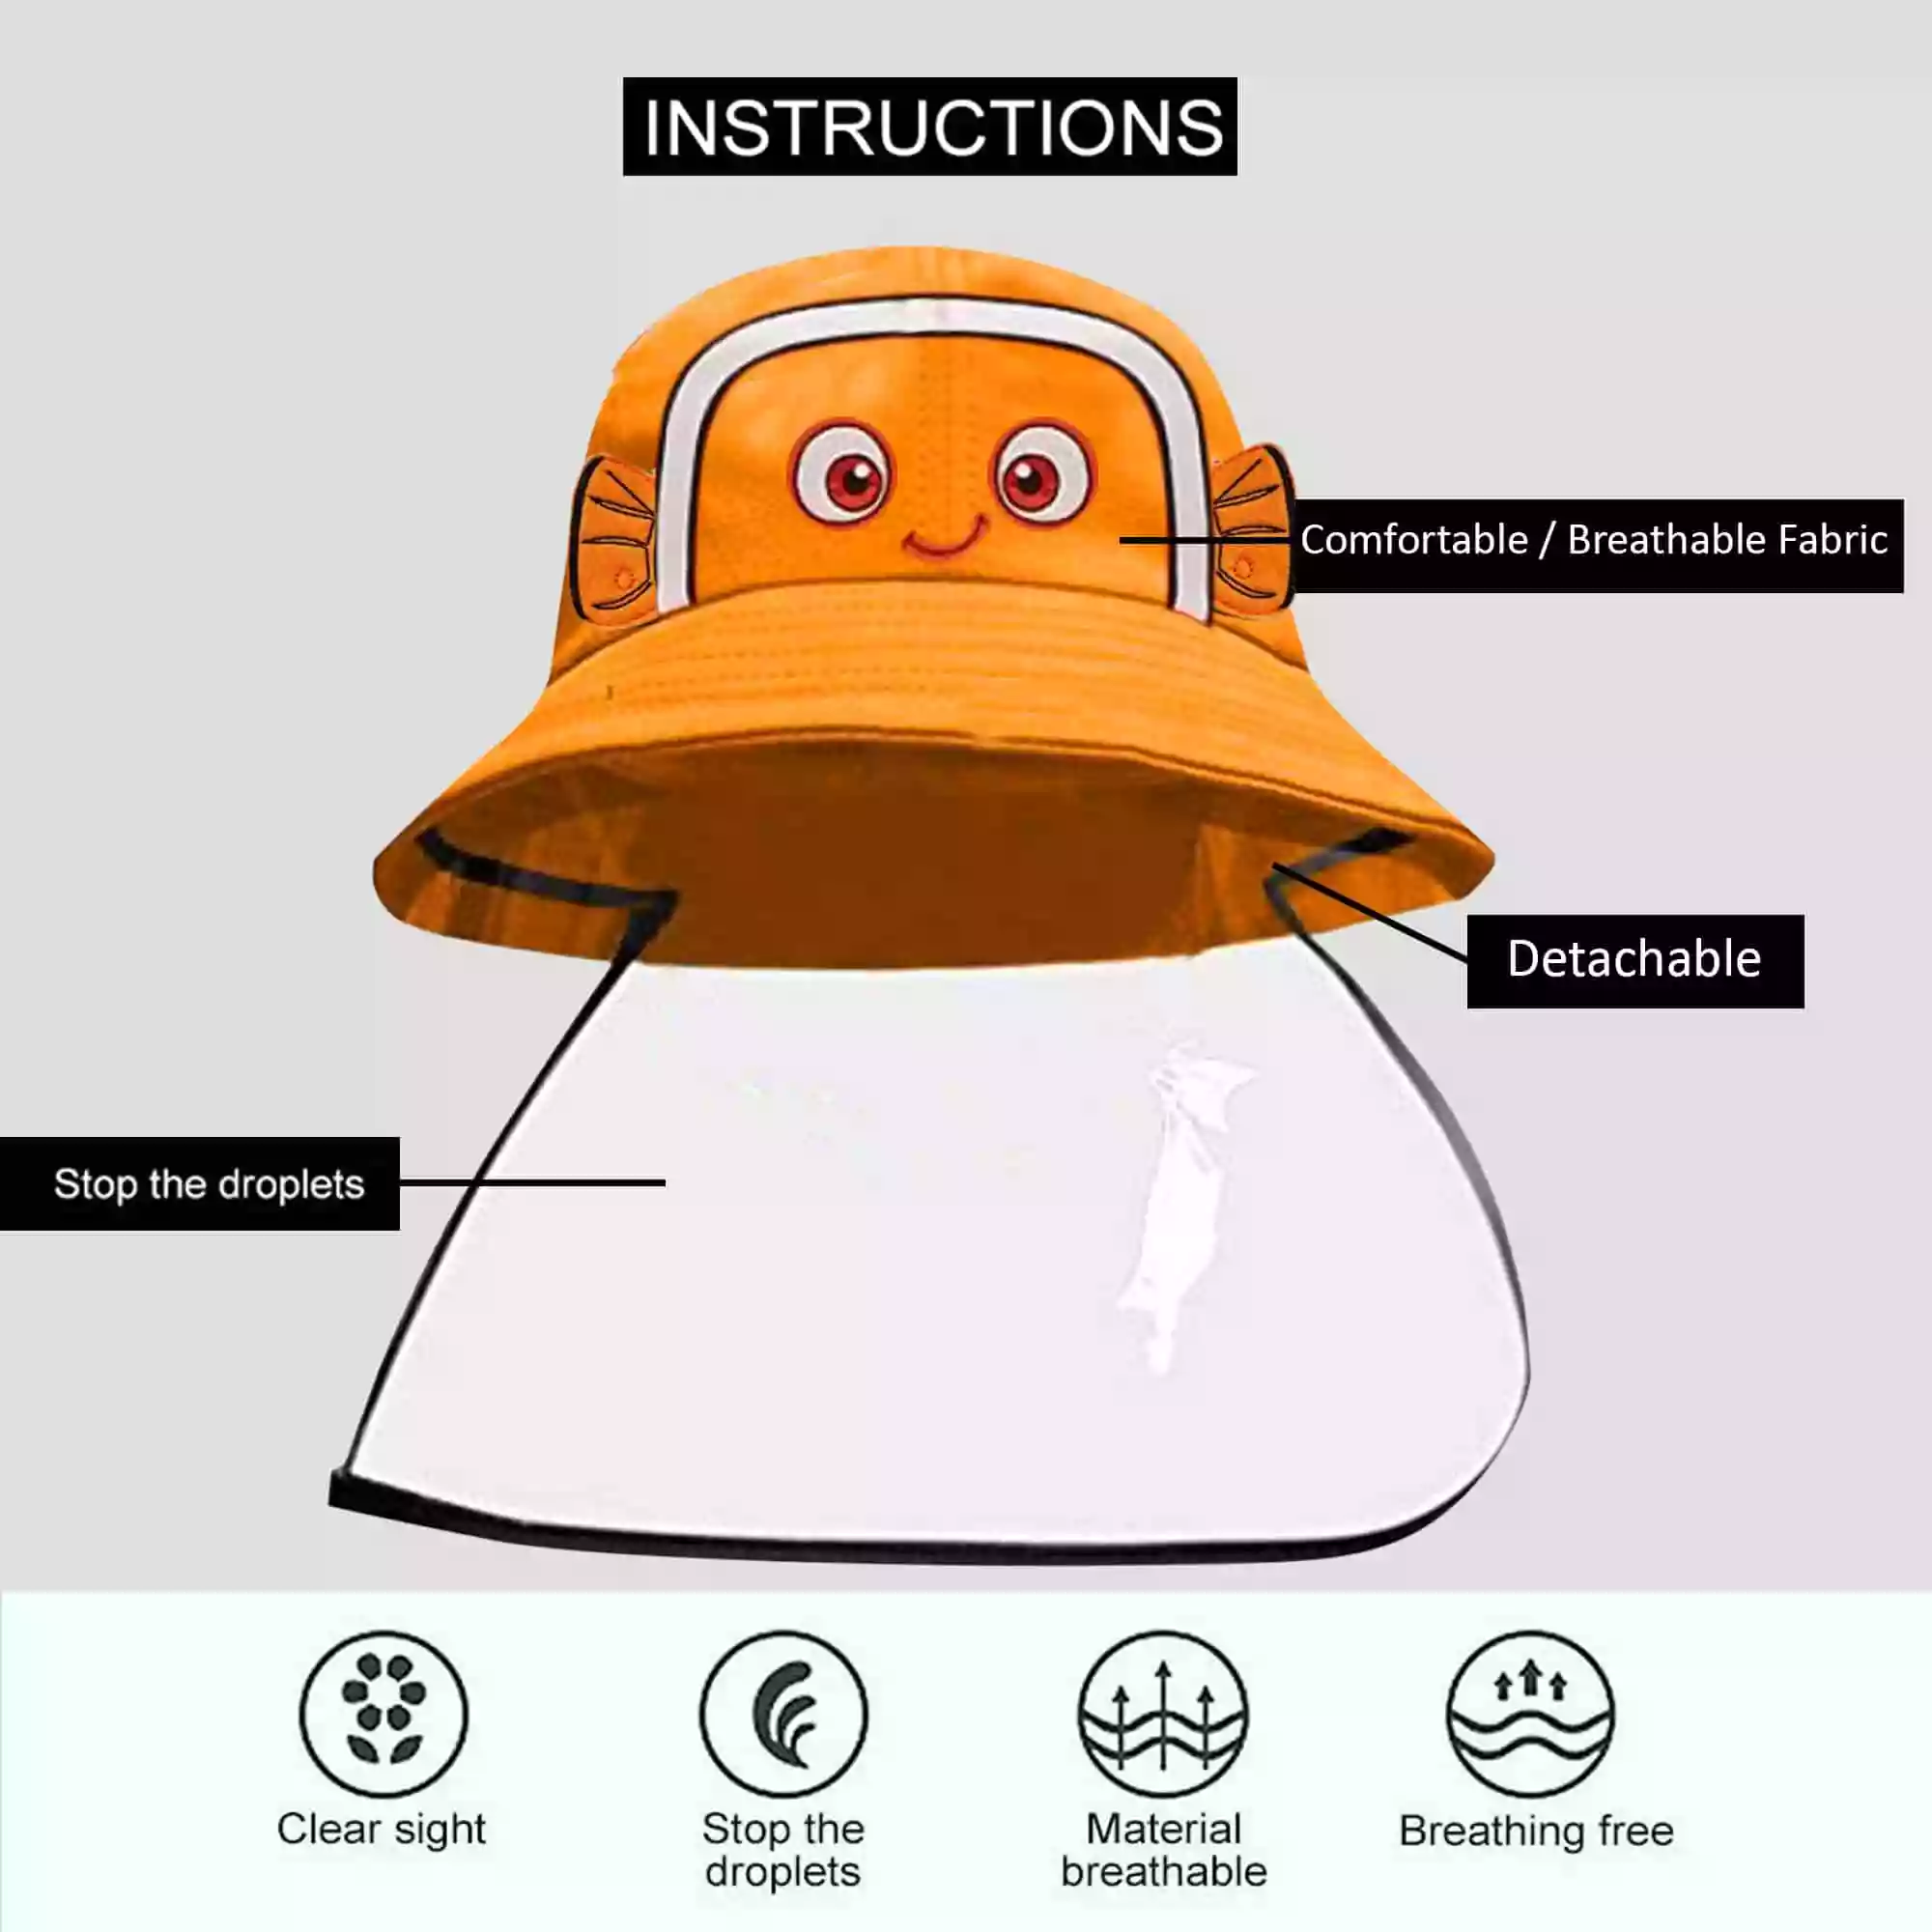 INSTRUCTIONS
Comfortable / Breathable Fabric
Detachable
Stop the droplets
Clear sight
Stop the
droplets
Material
breathable
Breathing free